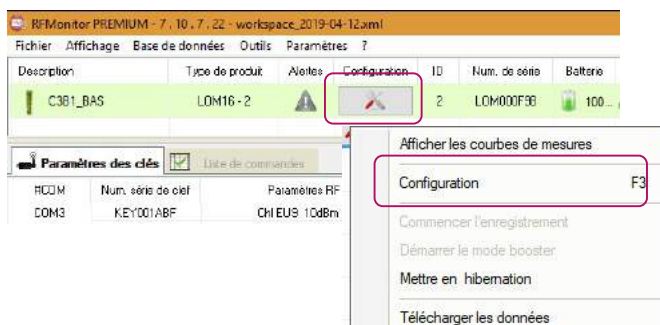 RFMonitor PREMIUM - 7 . 10 . 7 . 22 - workspace_2019-04-12.xml
Fichier Affichage Base de données Outils Paramètres ?
Description Type de produit Alertes Configuration ID Num. de série Batterie
C381_BAS LOM16 - 2 2 LOM000F98 100...
Afficher les courbes de mesures
Paramètres des clés Liste de commandes
Configuration F3
#COM Num. série de clef Paramètres RF
COM3 KEY001ABF Chl EU9 10dBm
Commencer l'enregistrement
Démarrer le mode booster
Mettre en hibernation
Télécharger les données